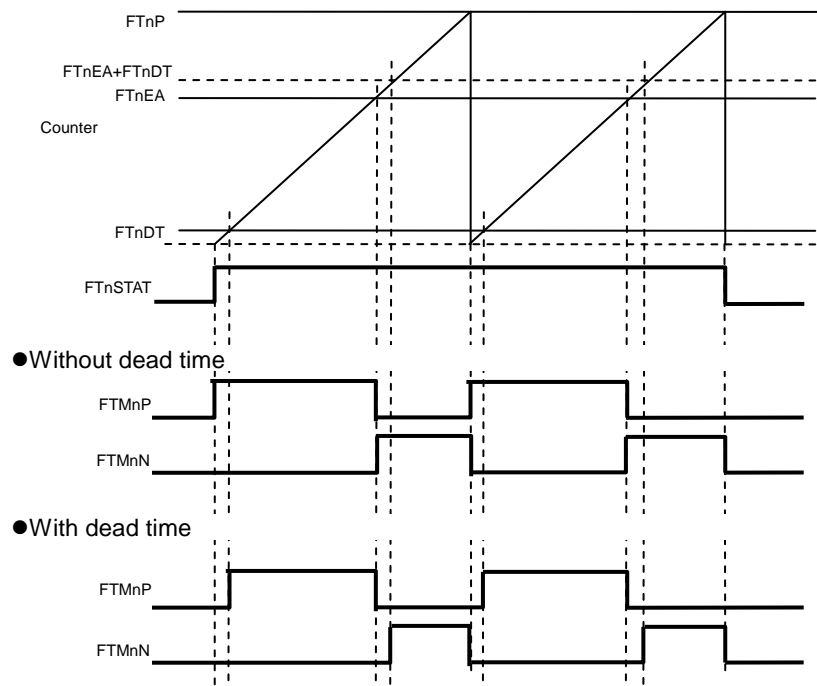 FTnP
FTnEA+FTnDT
FTnEA
Counter
FTnDT
FTnSTAT
●Without dead time
FTMnP
FTMnN
●With dead time
FTMnP
FTMnN